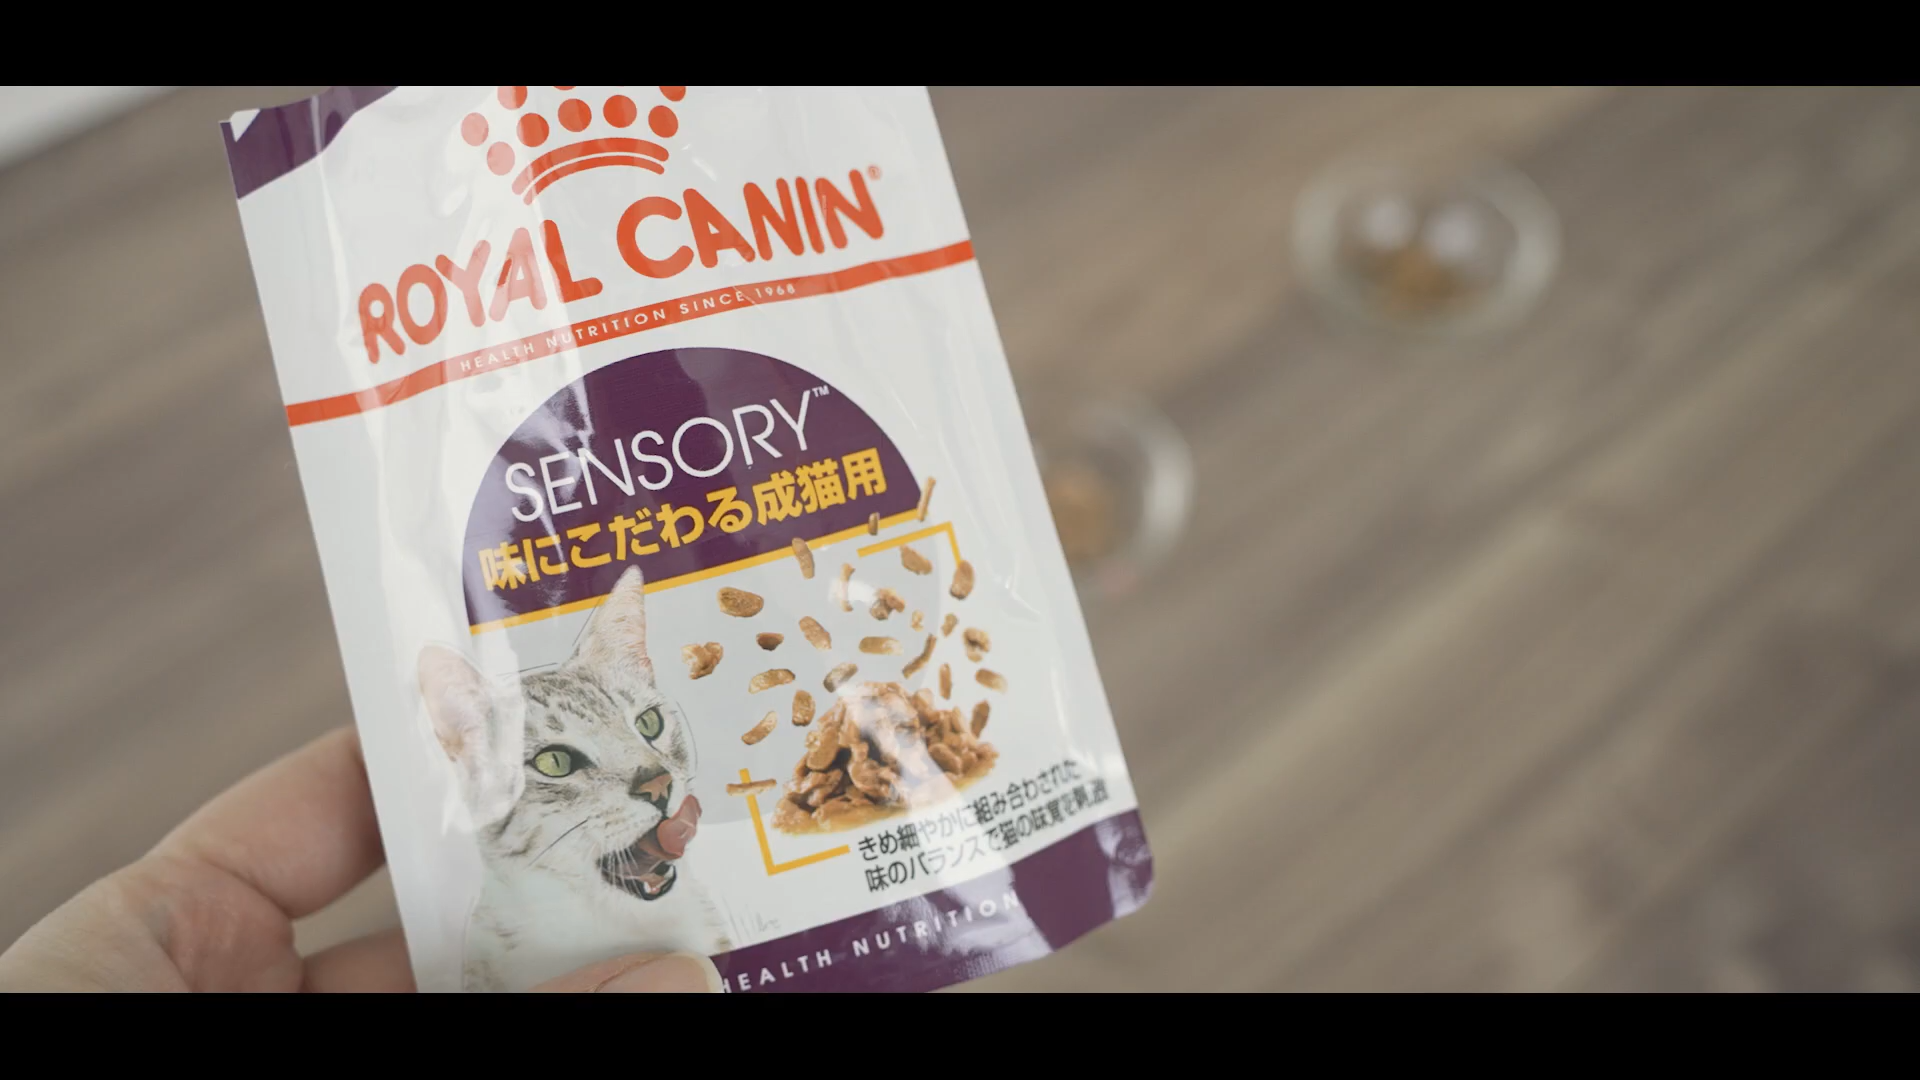 ROYAL CANIN®
HEALTH NUTRITION SINCE 1968
SENSORY™
味にこだわる成猫用
きめ細やかに組み合わされた
味のバランスで猫の味覚を刺激
HEALTH NUTRITION